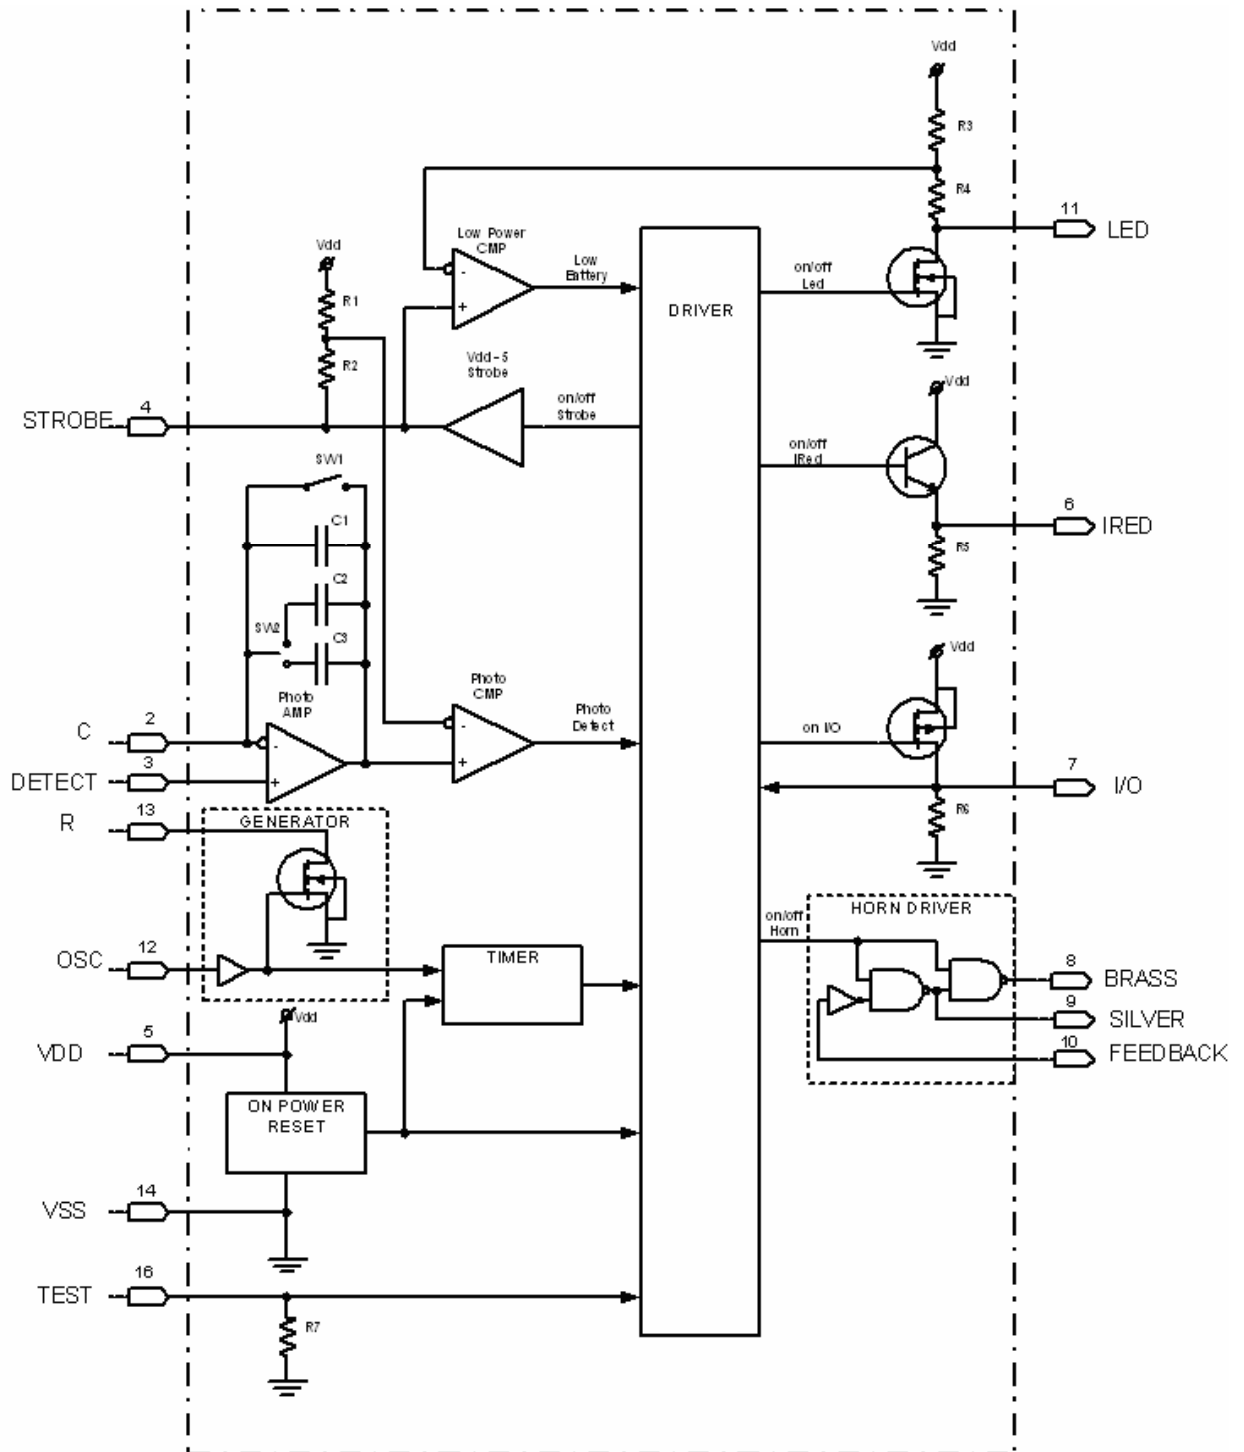 Vdd
R3
R4
11
LED
Low Power
CMP
-
+
Low
Battery
on/off
Led
Vdd
R1
R2
DRIVER
Vdd-5
Strobe
on/off
Strobe
4
STROBE
Vdd
on/off
IRed
6
IRED
R5
SW1
C1
C2
SW2
C3
Photo
AMP
-
+
Photo
CMP
-
+
Photo
Detect
Vdd
on I/O
7
I/O
R6
2
C
3
DETECT
13
R
GENERATOR
12
OSC
TIMER
on/off
Horn
HORN DRIVER
8
BRASS
9
SILVER
10
FEEDBACK
Vdd
5
VDD
ON POWER
RESET
14
VSS
16
TEST
R7